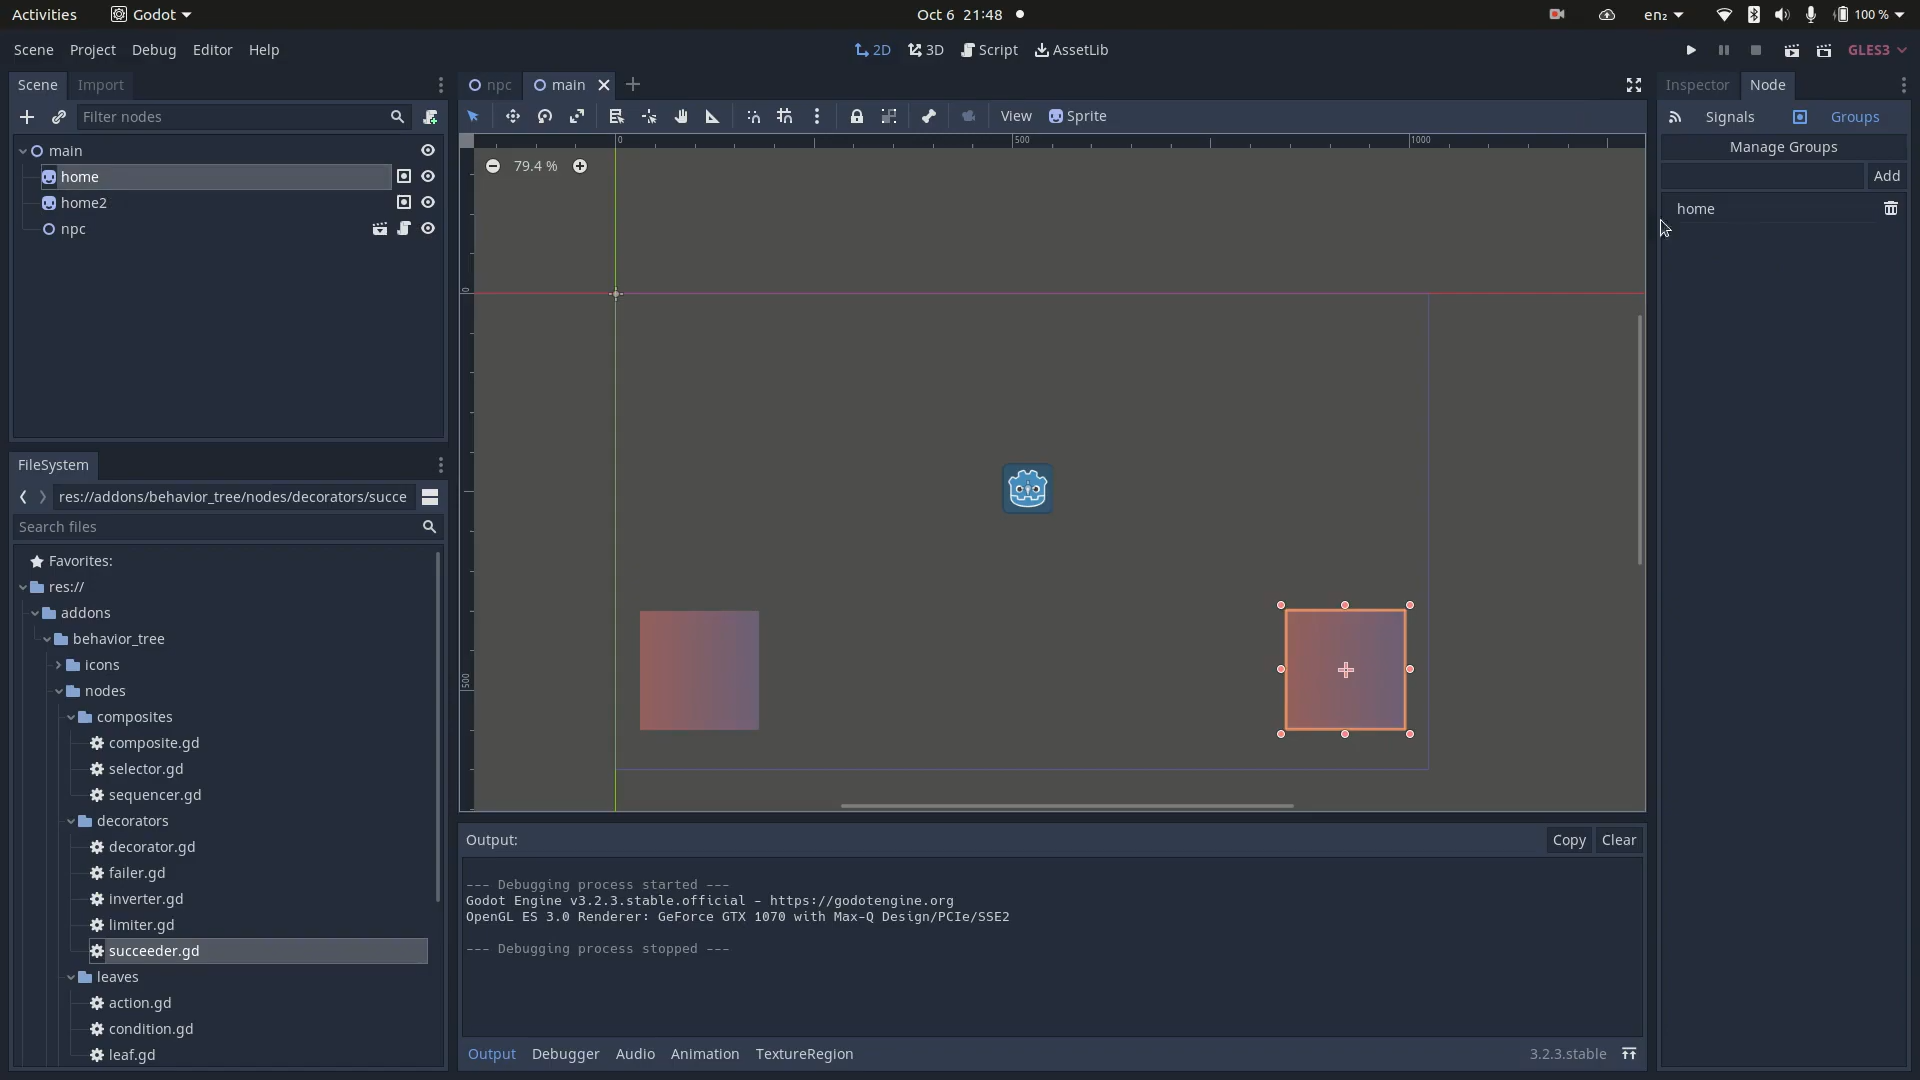 Activities
Godot
Oct 6 21:48
en₂
100 %
Scene Project Debug Editor Help
2D 3D Script AssetLib
GLES3
Scene Import
Filter nodes
main
home
home2
npc
FileSystem
res://addons/behavior_tree/nodes/decorators/succe
Search files
Favorites:
res://
addons
behavior_tree
icons
nodes
composites
composite.gd
selector.gd
sequencer.gd
decorators
decorator.gd
failer.gd
inverter.gd
limiter.gd
succeeder.gd
leaves
action.gd
condition.gd
leaf.gd
npc main
View Sprite
0 500 1000
79.4 %
0
500
Output:
Copy Clear
--- Debugging process started ---
Godot Engine v3.2.3.stable.official - https://godotengine.org
OpenGL ES 3.0 Renderer: GeForce GTX 1070 with Max-Q Design/PCIe/SSE2
--- Debugging process stopped ---
Output Debugger Audio Animation TextureRegion
3.2.3.stable
Inspector Node
Signals Groups
Manage Groups
Add
home